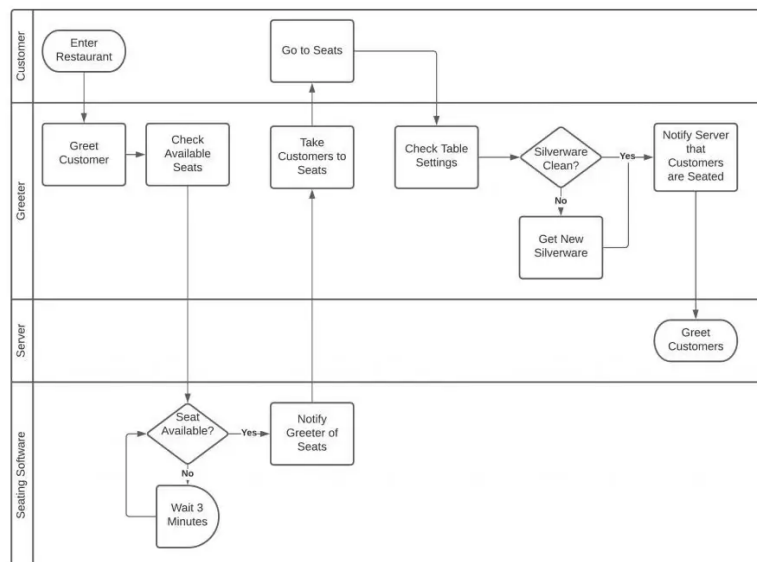 Customer
Enter
Restaurant
Go to Seats
Greeter
Greet
Customer
Check
Available
Seats
Take
Customers to
Seats
Check Table
Settings
Silverware
Clean?
Yes
No
Get New
Silverware
Notify Server
that
Customers
are Seated
Server
Greet
Customers
Seating Software
Seat
Available?
Yes
No
Notify
Greeter of
Seats
Wait 3
Minutes